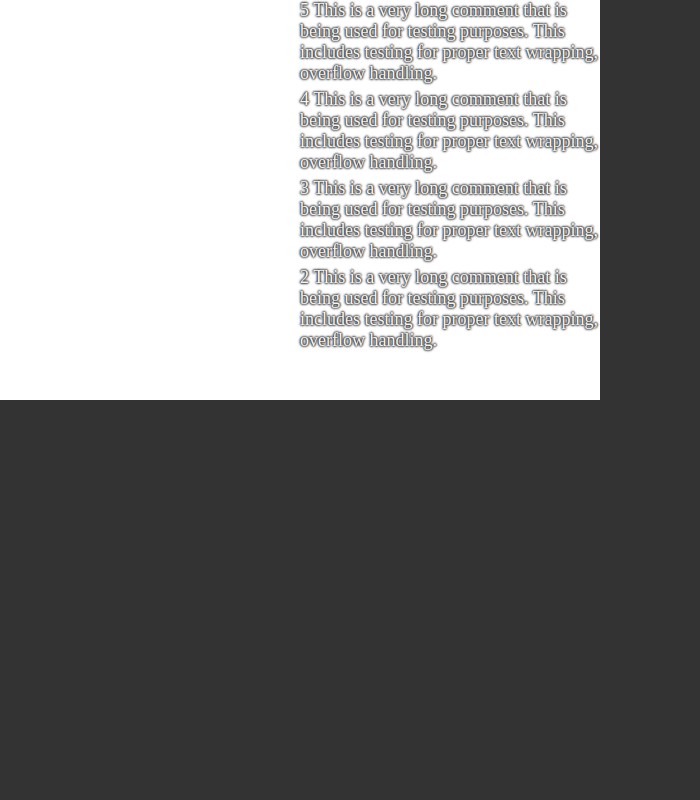 5 This is a very long comment that is
being used for testing purposes. This
includes testing for proper text wrapping,
overflow handling.
4 This is a very long comment that is
being used for testing purposes. This
includes testing for proper text wrapping,
overflow handling.
3 This is a very long comment that is
being used for testing purposes. This
includes testing for proper text wrapping,
overflow handling.
2 This is a very long comment that is
being used for testing purposes. This
includes testing for proper text wrapping,
overflow handling.